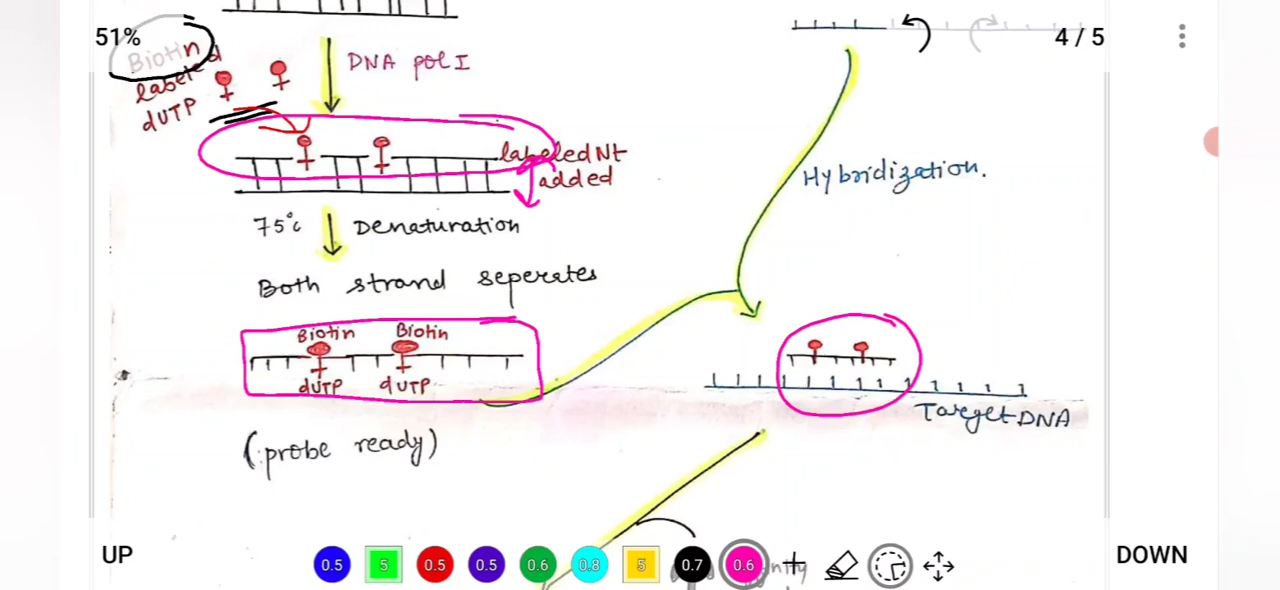 51%
4 / 5
Biotin
labeled
dUTP
DNA pol I
labeled Nt
added
75°c Denaturation
Both strand seperates
Biotin Biotin
dUTP dUTP
(probe ready)
Hybridization.
Target DNA
UP
0.5 5 0.5 0.5 0.6 0.8 5 0.7 0.6
DOWN